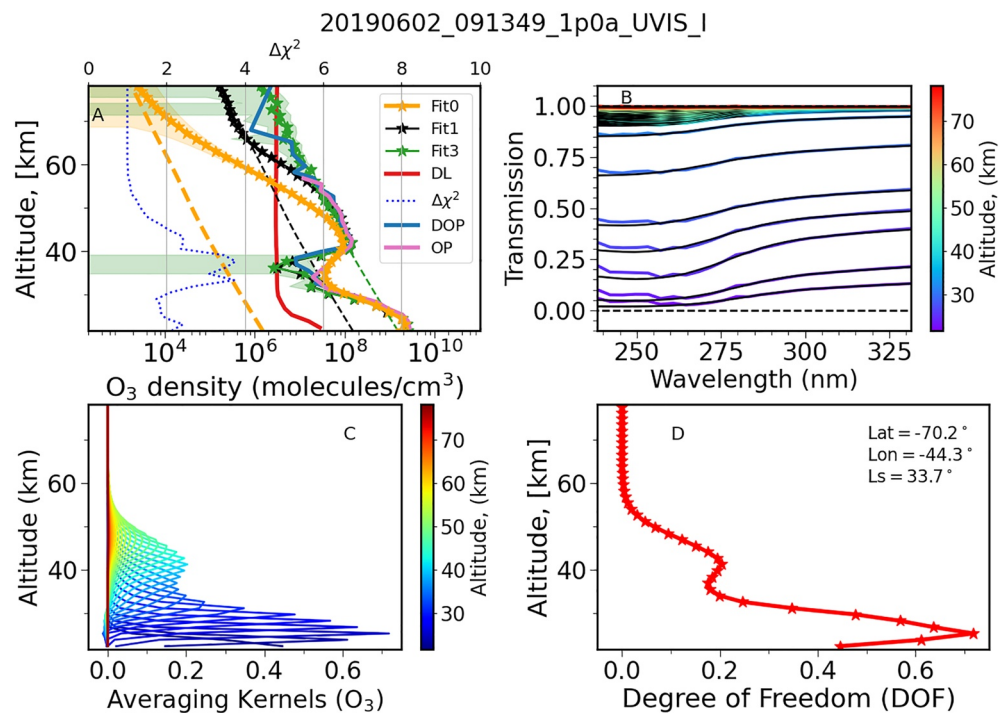 20190602_091349_1p0a_UVIS_I
Δχ²
0 2 4 6 8 10
A
Fit0
Fit1
Fit3
DL
Δχ²
DOP
OP
60
40
Altitude, [km]
10⁴ 10⁶ 10⁸ 10¹⁰
O₃ density (molecules/cm³)
B
1.00
0.75
0.50
0.25
0.00
Transmission
250 275 300 325
Wavelength (nm)
70
60
50
40
30
Altitude, (km)
C
60
40
Altitude (km)
0.0 0.2 0.4 0.6
Averaging Kernels (O₃)
70
60
50
40
30
Altitude, (km)
D
Lat = -70.2°
Lon = -44.3°
Ls = 33.7°
60
40
Altitude, [km]
0.0 0.2 0.4 0.6
Degree of Freedom (DOF)